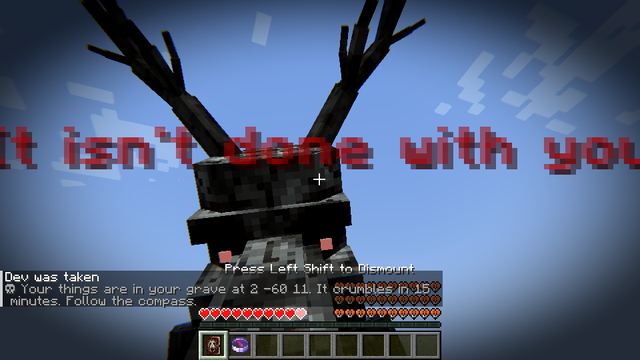 It isn't done with you
Press Left Shift to Dismount
Dev was taken
☠ Your things are in your grave at 2 -60 11. It crumbles in 15
minutes. Follow the compass.